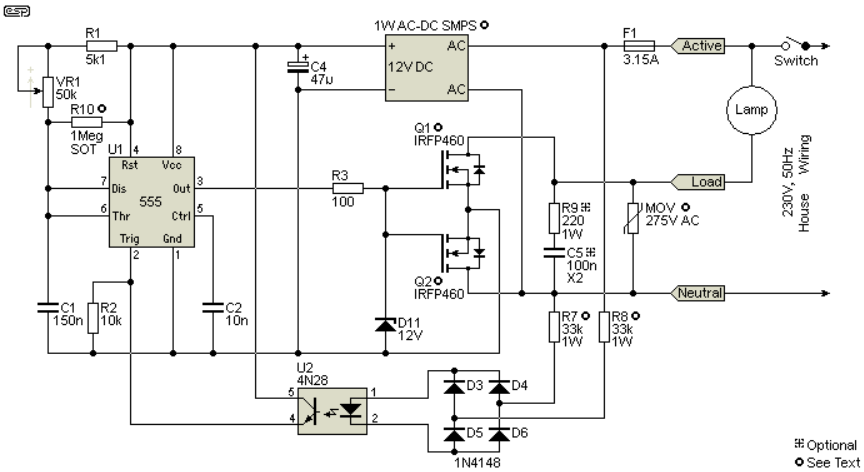 esp
1W AC-DC SMPS
R1
5k1
VR1
50k
R10
1Meg
SOT
C4
47µ
+
12V DC
−
AC
AC
F1
3.15A
Active
Switch
Lamp
Load
Neutral
230V, 50Hz
House Wiring
U1
4
8
Rst
Vcc
7
Dis
Out
3
555
6
Thr
Ctrl
5
Trig
Gnd
2
1
R3
100
Q1
IRFP460
Q2
IRFP460
R9
220
1W
C5
100n
X2
MOV
275V AC
C1
150n
R2
10k
C2
10n
D11
12V
R7
33k
1W
R8
33k
1W
U2
4N28
5
1
4
2
D3
D4
D5
D6
1N4148
Optional
See Text